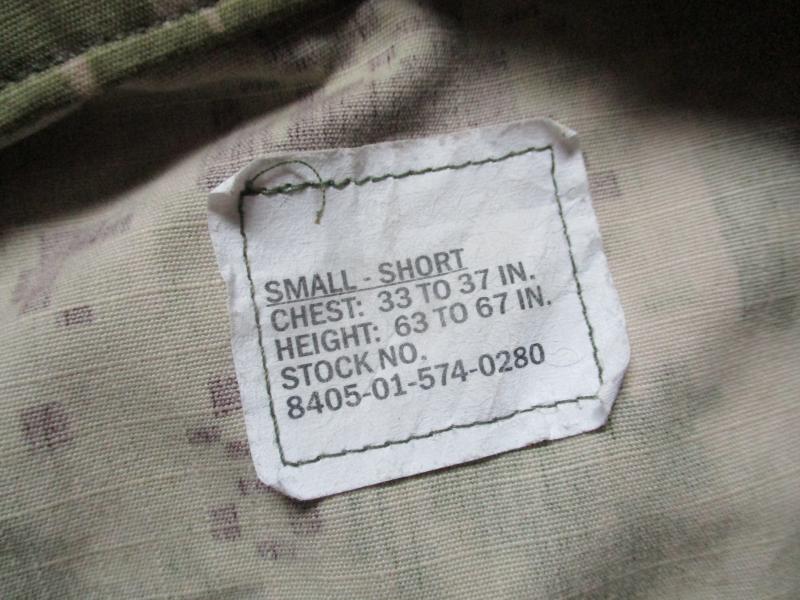 SMALL - SHORT
CHEST: 33 TO 37 IN.
HEIGHT: 63 TO 67 IN.
STOCK NO.
8405-01-574-0280